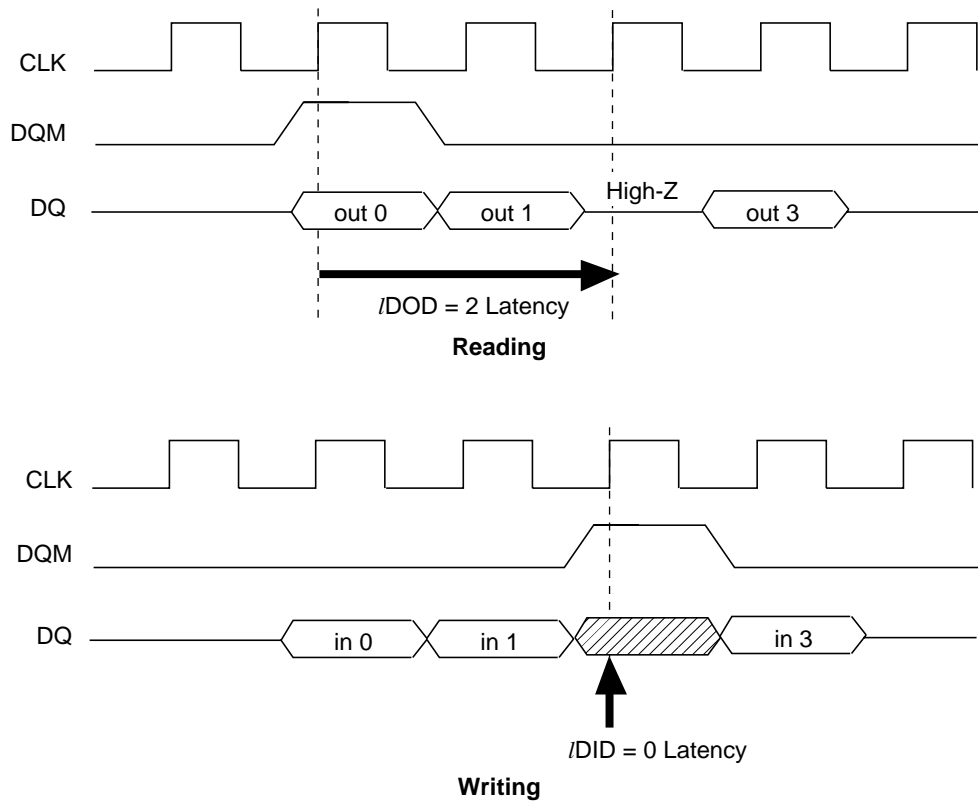 CLK
DQM
High-Z
DQ out 0 out 1 out 3
lDOD = 2 Latency
Reading
CLK
DQM
DQ in 0 in 1 in 3
lDID = 0 Latency
Writing